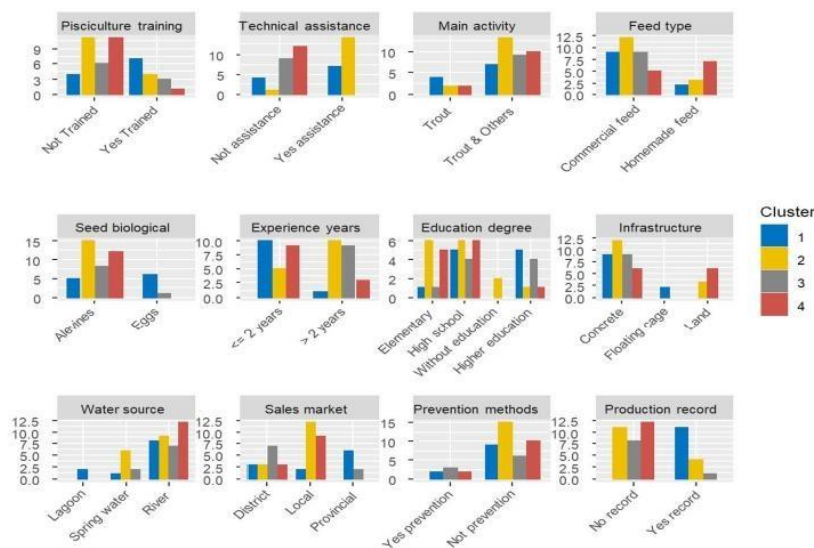 Pisciculture training
Technical assistance
Main activity
Feed type
9
6
3
0
10
5
0
10
5
0
12.5
10.0
7.5
5.0
2.5
0.0
Not Trained
Yes Trained
Not assistance
Yes assistance
Trout
Trout & Others
Commercial feed
Homemade feed
Seed biological
Experience years
Education degree
Infrastructure
15
10
5
0
10.0
7.5
5.0
2.5
0.0
6
4
2
0
12.5
10.0
7.5
5.0
2.5
0.0
Alevines
Eggs
<= 2 years
> 2 years
Elementary
High school
Without education
Higher education
Concrete
Floating cage
Land
Cluster
1
2
3
4
Water source
Sales market
Prevention methods
Production record
12.5
10.0
7.5
5.0
2.5
0.0
12.5
10.0
7.5
5.0
2.5
0.0
15
10
5
0
12.5
10.0
7.5
5.0
2.5
0.0
Lagoon
Spring water
River
District
Local
Provincial
Yes prevention
Not prevention
No record
Yes record